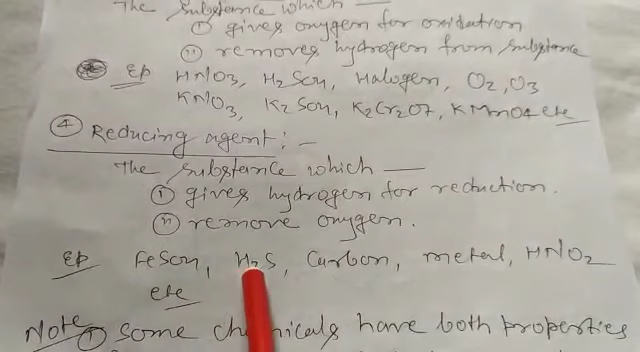 The Substance which —
① gives oxygen for oxidation
② removes hydrogen from substance
Ep HNO3, H2SO4, Halogen, O2, O3
KNO3, K2SO4, K2Cr2O7, KMnO4 etc
④ Reducing agent: —
The Substance which —
① gives hydrogen for reduction.
② remove oxygen.
Ep FeSO4, H2S, Carbon, metal, HNO2
etc
Note ① Some chemicals have both properties